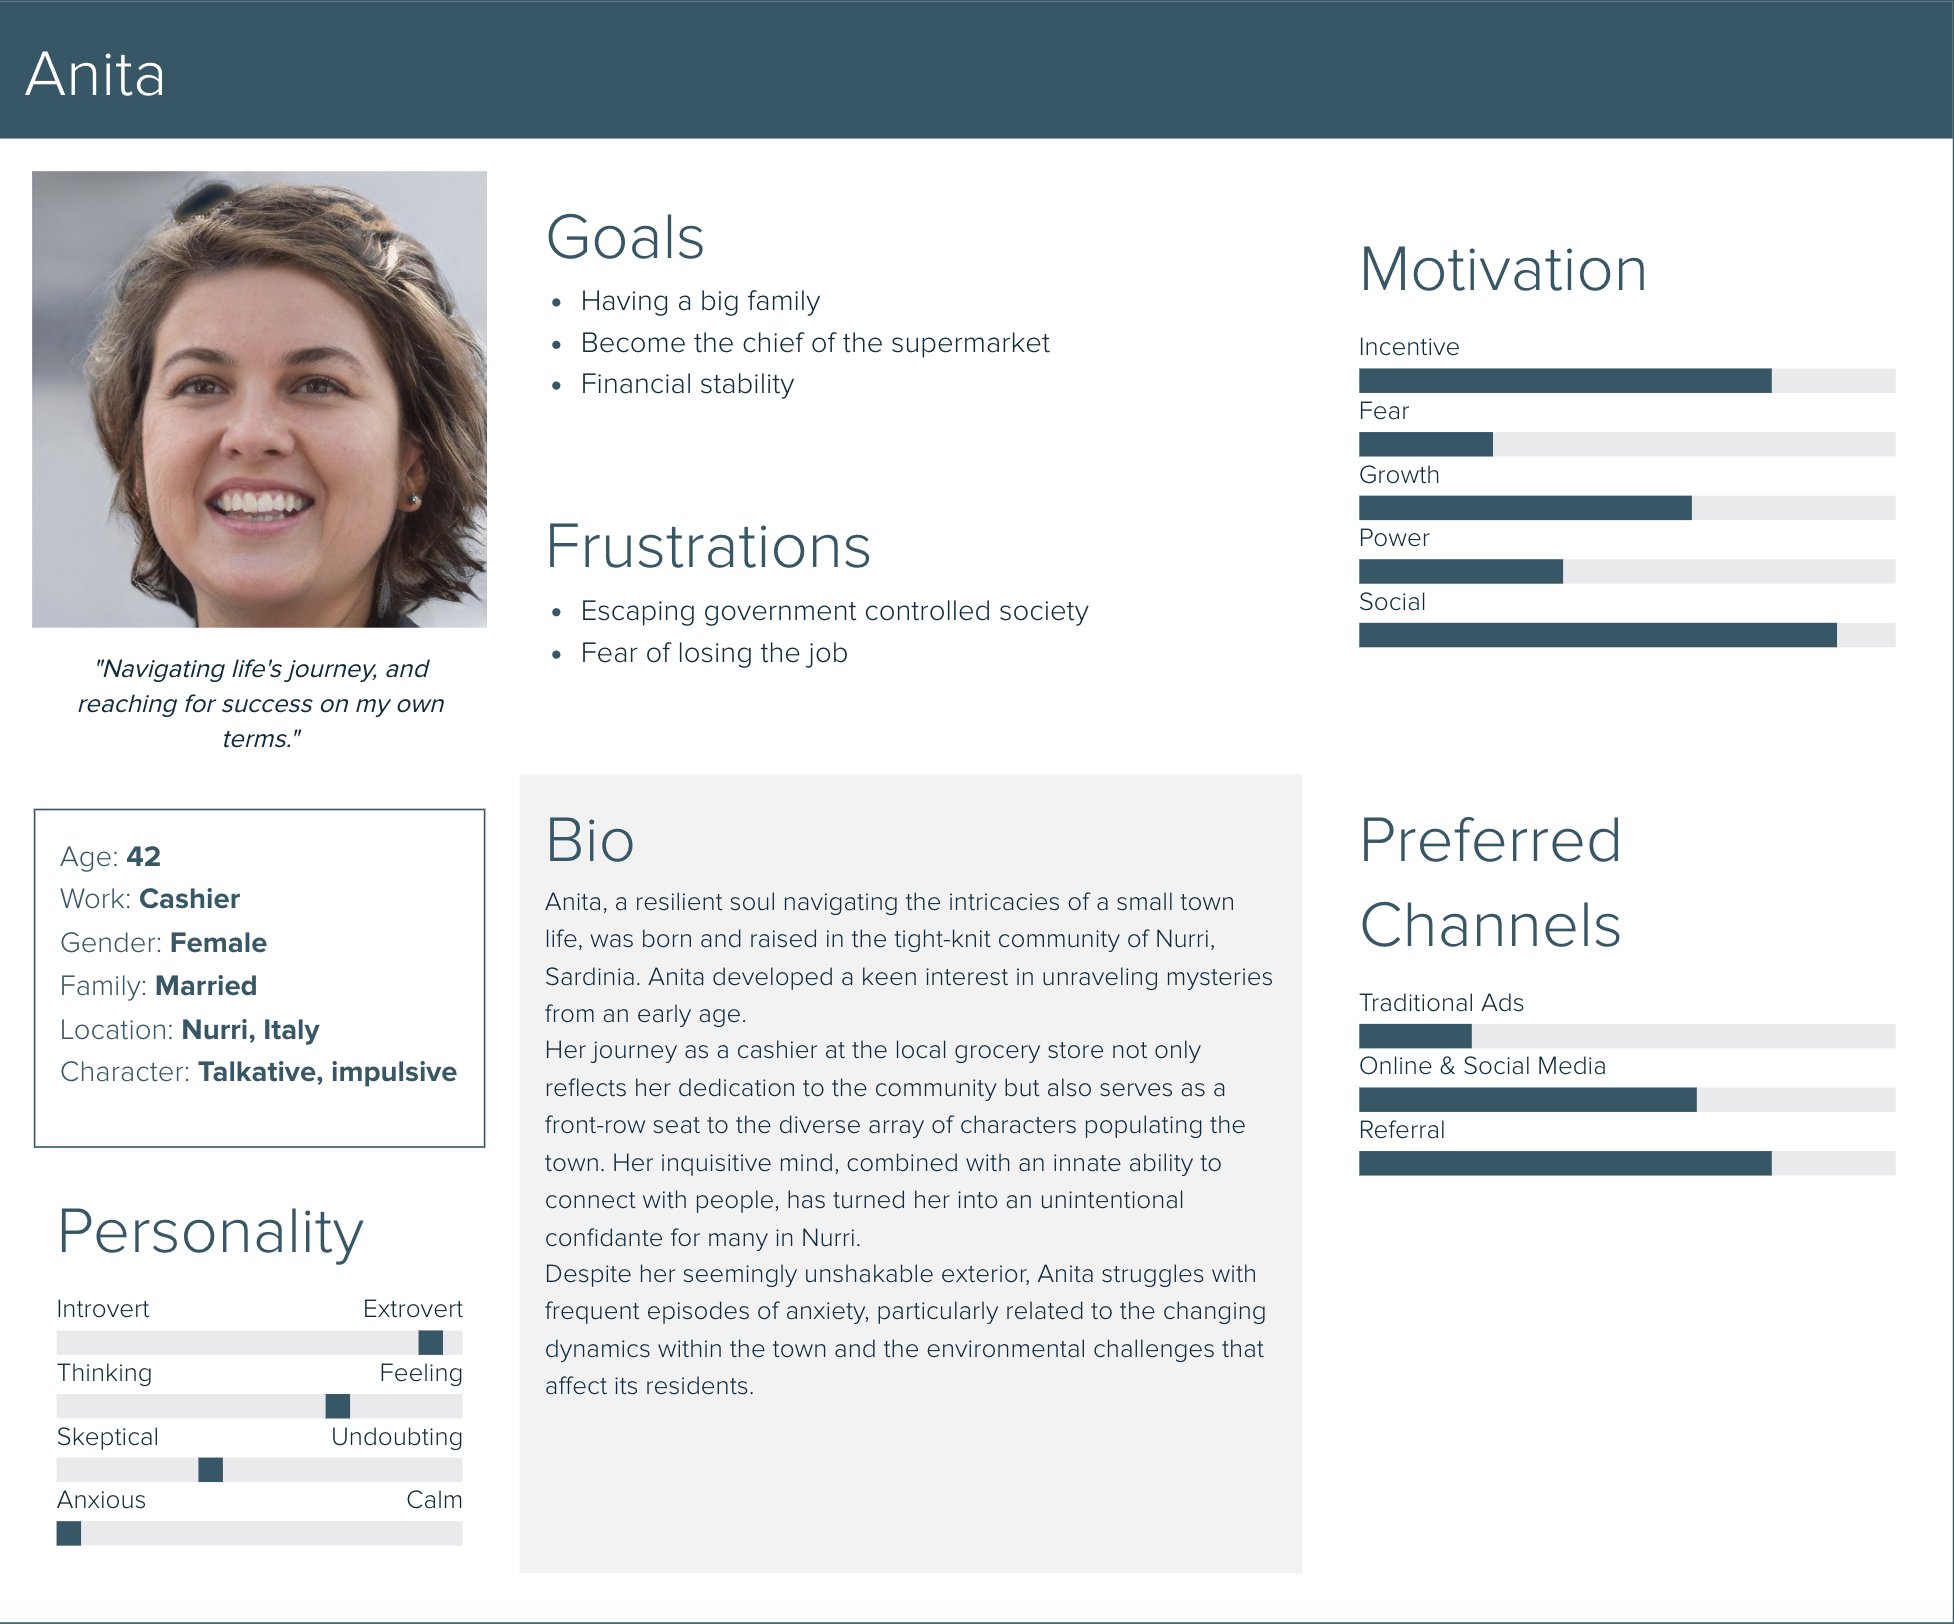 Anita
"Navigating life's journey, and
reaching for success on my own
terms."
Age: 42
Work: Cashier
Gender: Female
Family: Married
Location: Nurri, Italy
Character: Talkative, impulsive
Personality
Introvert Extrovert
Thinking Feeling
Skeptical Undoubting
Anxious Calm
Goals
• Having a big family
• Become the chief of the supermarket
• Financial stability
Frustrations
• Escaping government controlled society
• Fear of losing the job
Bio
Anita, a resilient soul navigating the intricacies of a small town
life, was born and raised in the tight-knit community of Nurri,
Sardinia. Anita developed a keen interest in unraveling mysteries
from an early age.
Her journey as a cashier at the local grocery store not only
reflects her dedication to the community but also serves as a
front-row seat to the diverse array of characters populating the
town. Her inquisitive mind, combined with an innate ability to
connect with people, has turned her into an unintentional
confidante for many in Nurri.
Despite her seemingly unshakable exterior, Anita struggles with
frequent episodes of anxiety, particularly related to the changing
dynamics within the town and the environmental challenges that
affect its residents.
Motivation
Incentive
Fear
Growth
Power
Social
Preferred
Channels
Traditional Ads
Online & Social Media
Referral